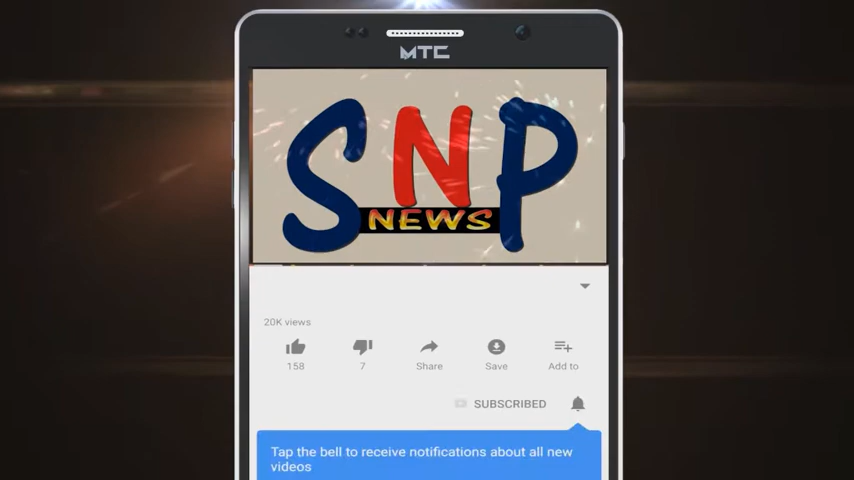 MTC
SNP
NEWS
20K views
158
7
Share
Save
Add to
SUBSCRIBED
Tap the bell to receive notifications about all new
videos